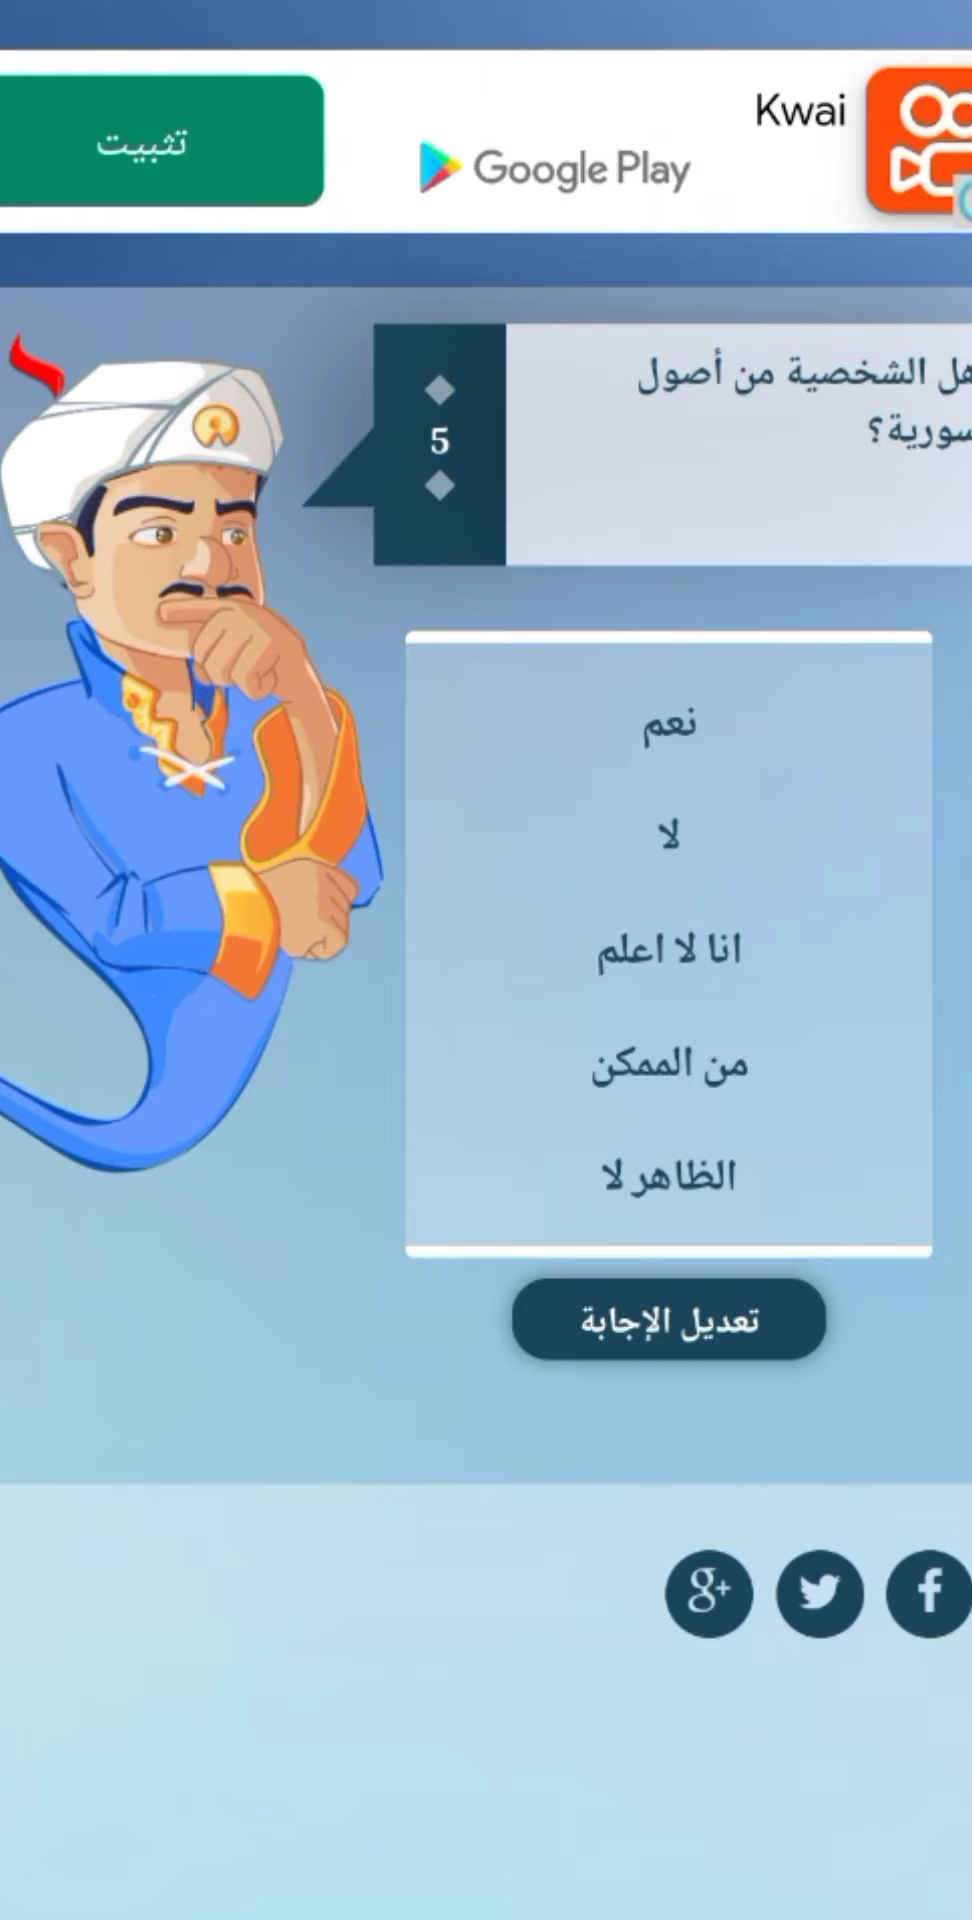 Kwai
Google Play
تثبيت
هل الشخصية من أصول
سورية؟
5
نعم
لا
انا لا اعلم
من الممكن
الظاهر لا
تعديل الإجابة